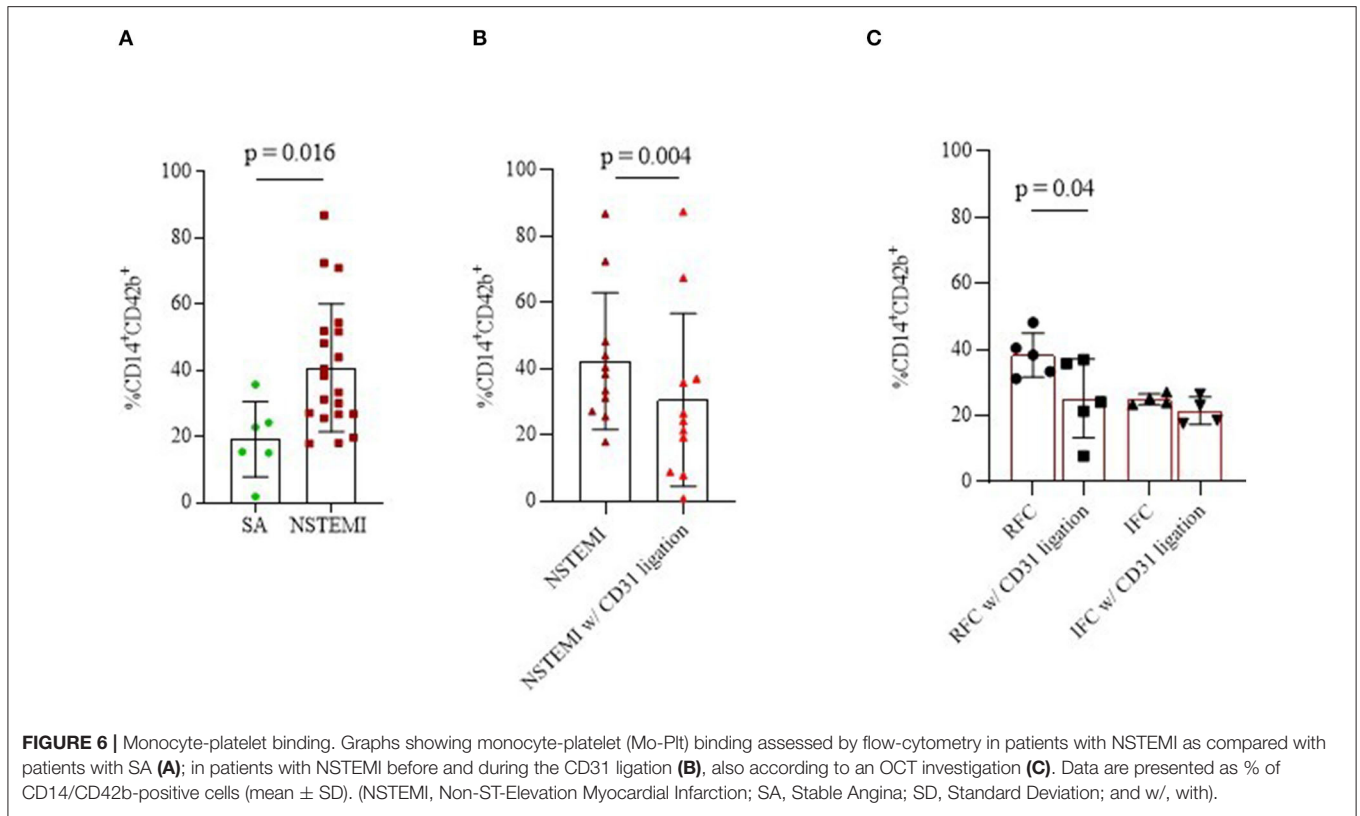 A
B
C
p = 0.016
100
80
60
40
20
0
%CD14+CD42b+
SA
NSTEMI
p = 0.004
100
80
60
40
20
0
%CD14+CD42b+
NSTEMI
NSTEMI w/ CD31 ligation
p = 0.04
100
80
60
40
20
0
%CD14+CD42b+
RFC
RFC w/ CD31 ligation
IFC
IFC w/ CD31 ligation
FIGURE 6 | Monocyte-platelet binding. Graphs showing monocyte-platelet (Mo-Plt) binding assessed by flow-cytometry in patients with NSTEMI as compared with
patients with SA (A); in patients with NSTEMI before and during the CD31 ligation (B), also according to an OCT investigation (C). Data are presented as % of
CD14/CD42b-positive cells (mean ± SD). (NSTEMI, Non-ST-Elevation Myocardial Infarction; SA, Stable Angina; SD, Standard Deviation; and w/, with).